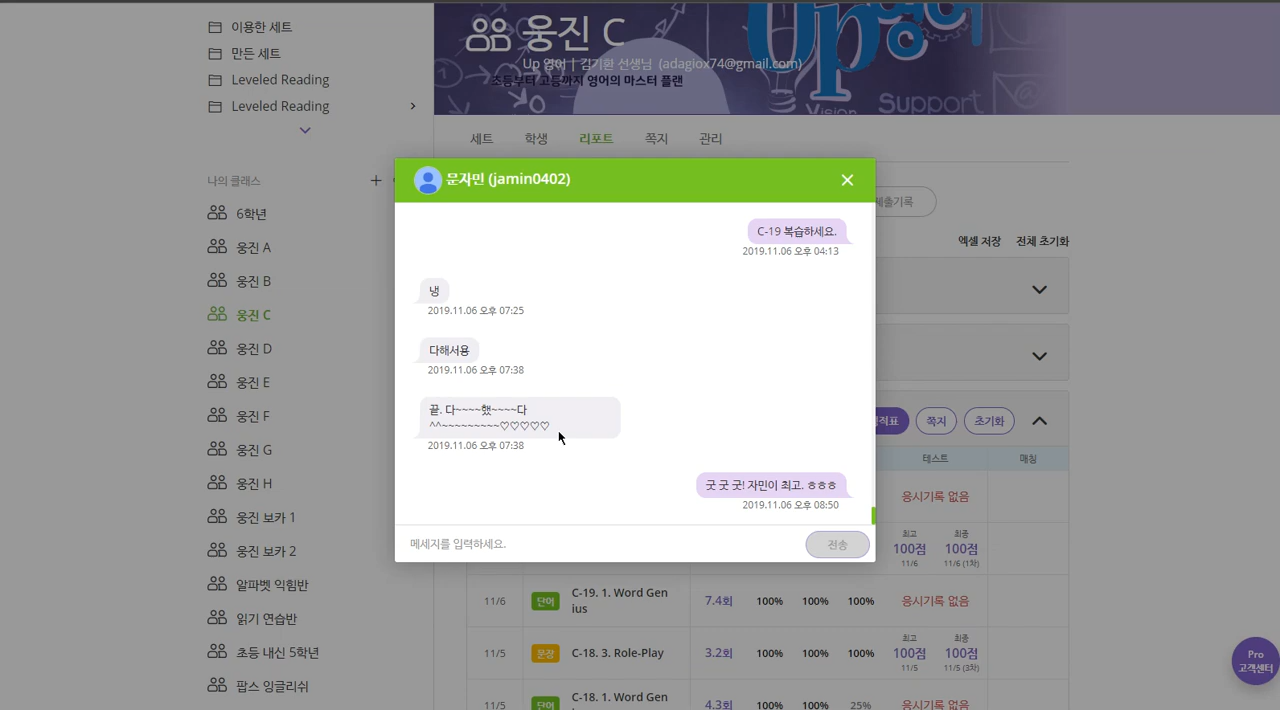 이용한 세트
만든 세트
Leveled Reading
Leveled Reading
나의 클래스
6학년
웅진 A
웅진 B
웅진 C
웅진 D
웅진 E
웅진 F
웅진 G
웅진 H
웅진 보카 1
웅진 보카 2
알파벳 익힘반
읽기 연습반
초등 내신 5학년
팝스 잉글리쉬
웅진 C
Up 영어 | 김기환 선생님 (adagiox74@gmail.com)
초등부터 고등까지 영어의 마스터 플랜
Up영어
Vision
Support
세트 학생 리포트 쪽지 관리
제출기록
엑셀 저장 전체 초기화
문자민 (jamin0402)
C-19 복습하세요.
2019.11.06 오후 04:13
냉
2019.11.06 오후 07:25
다해서용
2019.11.06 오후 07:38
끝. 다~~~~했~~~~다
^^~~~~~~~~~♡♡♡♡♡
2019.11.06 오후 07:38
굿 굿 굿! 자민이 최고. ㅎㅎㅎ
2019.11.06 오후 08:50
메세지를 입력하세요.
전송
쪽지 초기화
테스트 매칭
응시기록 없음
최고 최종
100점 100점
11/6 11/6 (1차)
11/6 단어 C-19. 1. Word Gen
ius
7.4회 100% 100% 100% 응시기록 없음
11/5 문장 C-18. 3. Role-Play 3.2회 100% 100% 100%
최고 최종
100점 100점
11/5 11/5 (3차)
11/5 단어 C-18. 1. Word Gen
4.3회 100% 100% 25% 응시기록 없음
Pro
고객센터